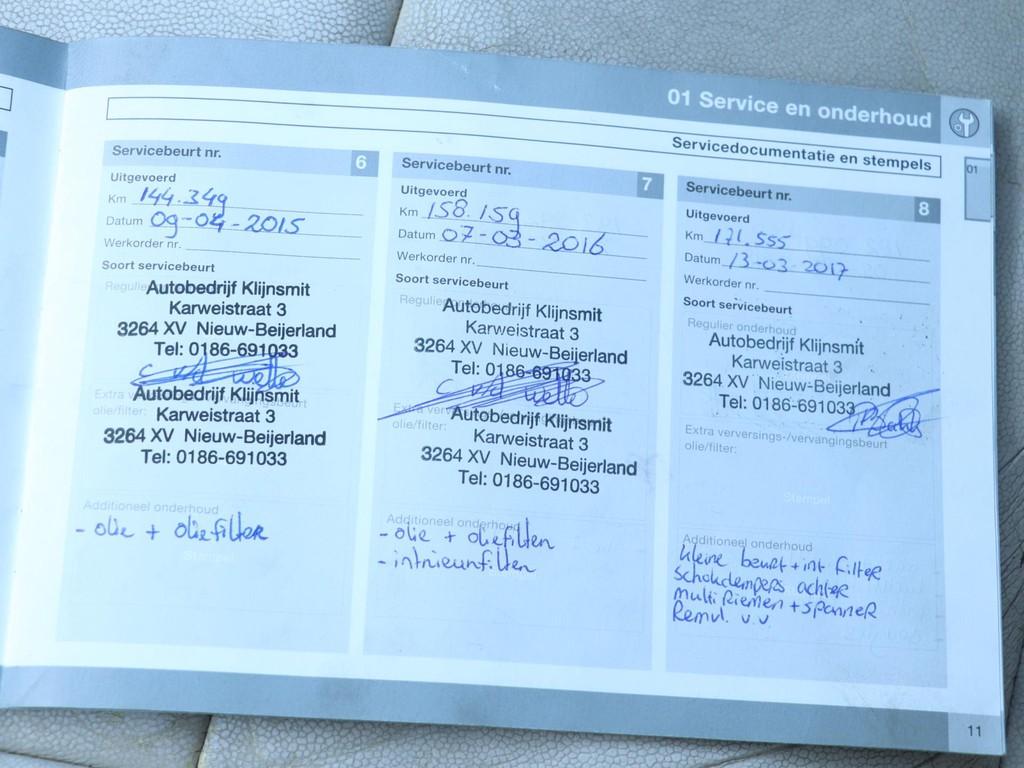 01 Service en onderhoud
Servicedocumentatie en stempels
01
Servicebeurt nr. 6
Uitgevoerd
Km 144.349
Datum 09-04-2015
Werkorder nr.
Soort servicebeurt
Autobedrijf Klijnsmit
Karweistraat 3
3264 XV Nieuw-Beijerland
Tel: 0186-691033
Autobedrijf Klijnsmit
olie/filter:
Karweistraat 3
3264 XV Nieuw-Beijerland
Tel: 0186-691033
Additioneel onderhoud
- olie + oliefilter
Stempel
Servicebeurt nr. 7
Uitgevoerd
Km 158.159
Datum 07-03-2016
Werkorder nr.
Soort servicebeurt
Autobedrijf Klijnsmit
Karweistraat 3
3264 XV Nieuw-Beijerland
Tel: 0186-691033
Autobedrijf Klijnsmit
olie/filter:
Karweistraat 3
3264 XV Nieuw-Beijerland
Tel: 0186-691033
Additioneel onderhoud
- olie + oliefilter
- intrieurfilter
Servicebeurt nr. 8
Uitgevoerd
Km 171.555
Datum 13-03-2017
Werkorder nr.
Soort servicebeurt
Regulier onderhoud
Autobedrijf Klijnsmit
Karweistraat 3
3264 XV Nieuw-Beijerland
Tel: 0186-691033
Extra verversings-/vervangingsbeurt
olie/filter:
Stempel
Additioneel onderhoud
kleine beurt + int filter
schokdempers achter
multi riemen + spanner
Remvl. v.v
11